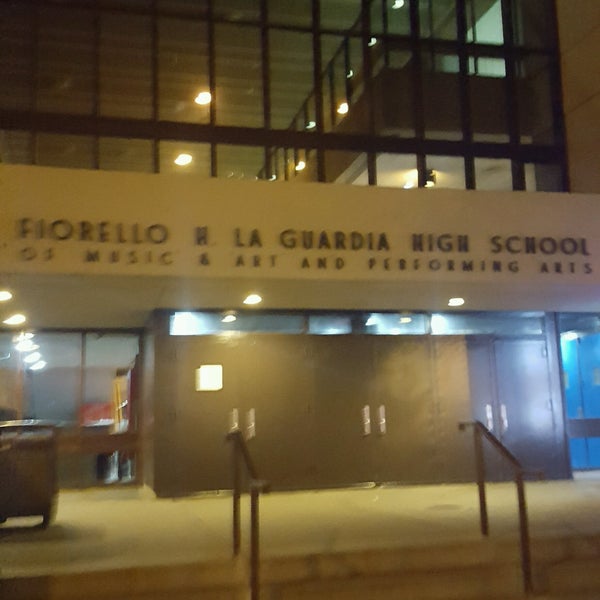 FIORELLO H. LA GUARDIA HIGH SCHOOL
OF MUSIC & ART AND PERFORMING ARTS